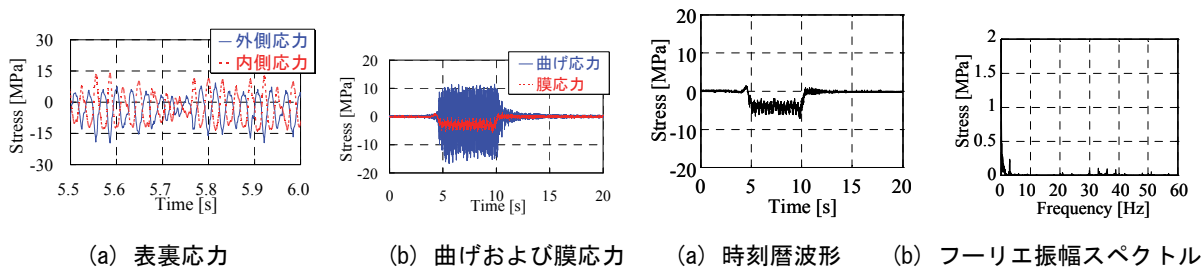 Stress [MPa]
30
15
0
-15
-30
5.5
5.6
5.7
5.8
5.9
6.0
Time [s]
外側応力
内側応力
(a) 表裏応力
Stress [MPa]
20
10
0
-10
-20
0
5
10
15
20
Time [s]
曲げ応力
膜応力
(b) 曲げおよび膜応力
Stress [MPa]
20
10
0
-10
20
0
5
10
15
20
Time [s]
(a) 時刻暦波形
Stress [MPa]
2
1.5
1
0.5
0
0
10
20
30
40
50
60
Frequency [Hz]
(b) フーリエ振幅スペクトル